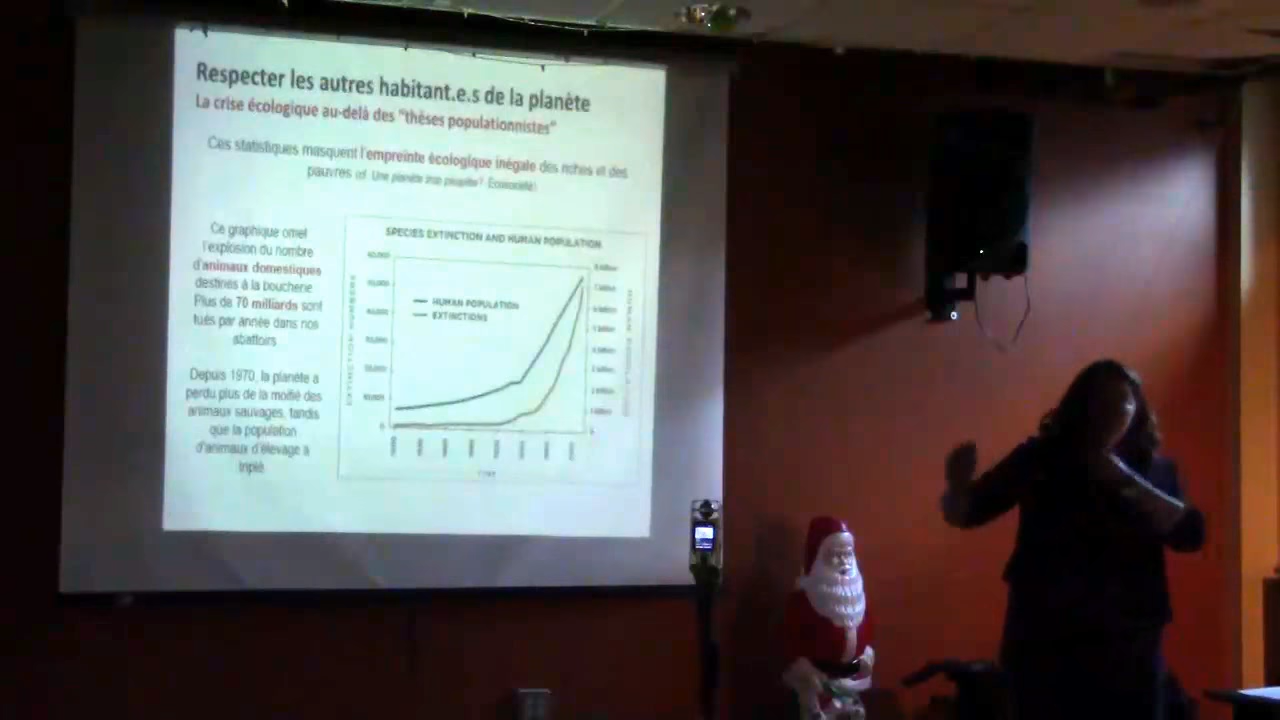 Respecter les autres habitant.e.s de la planète
La crise écologique au-delà des "thèses populationnistes"
Ces statistiques masquent l'empreinte écologique inégale des riches et des
pauvres (cf. Une planète trop peuplée? Écosociété)
Ce graphique omet
l'explosion du nombre
d'animaux domestiques
destinés à la boucherie
Plus de 70 milliards sont
tués par année dans nos
abattoirs
Depuis 1970, la planète a
perdu plus de la moitié des
animaux sauvages, tandis
que la population
d'animaux d'élevage a
triplé
SPECIES EXTINCTION AND HUMAN POPULATION
HUMAN POPULATION
EXTINCTIONS